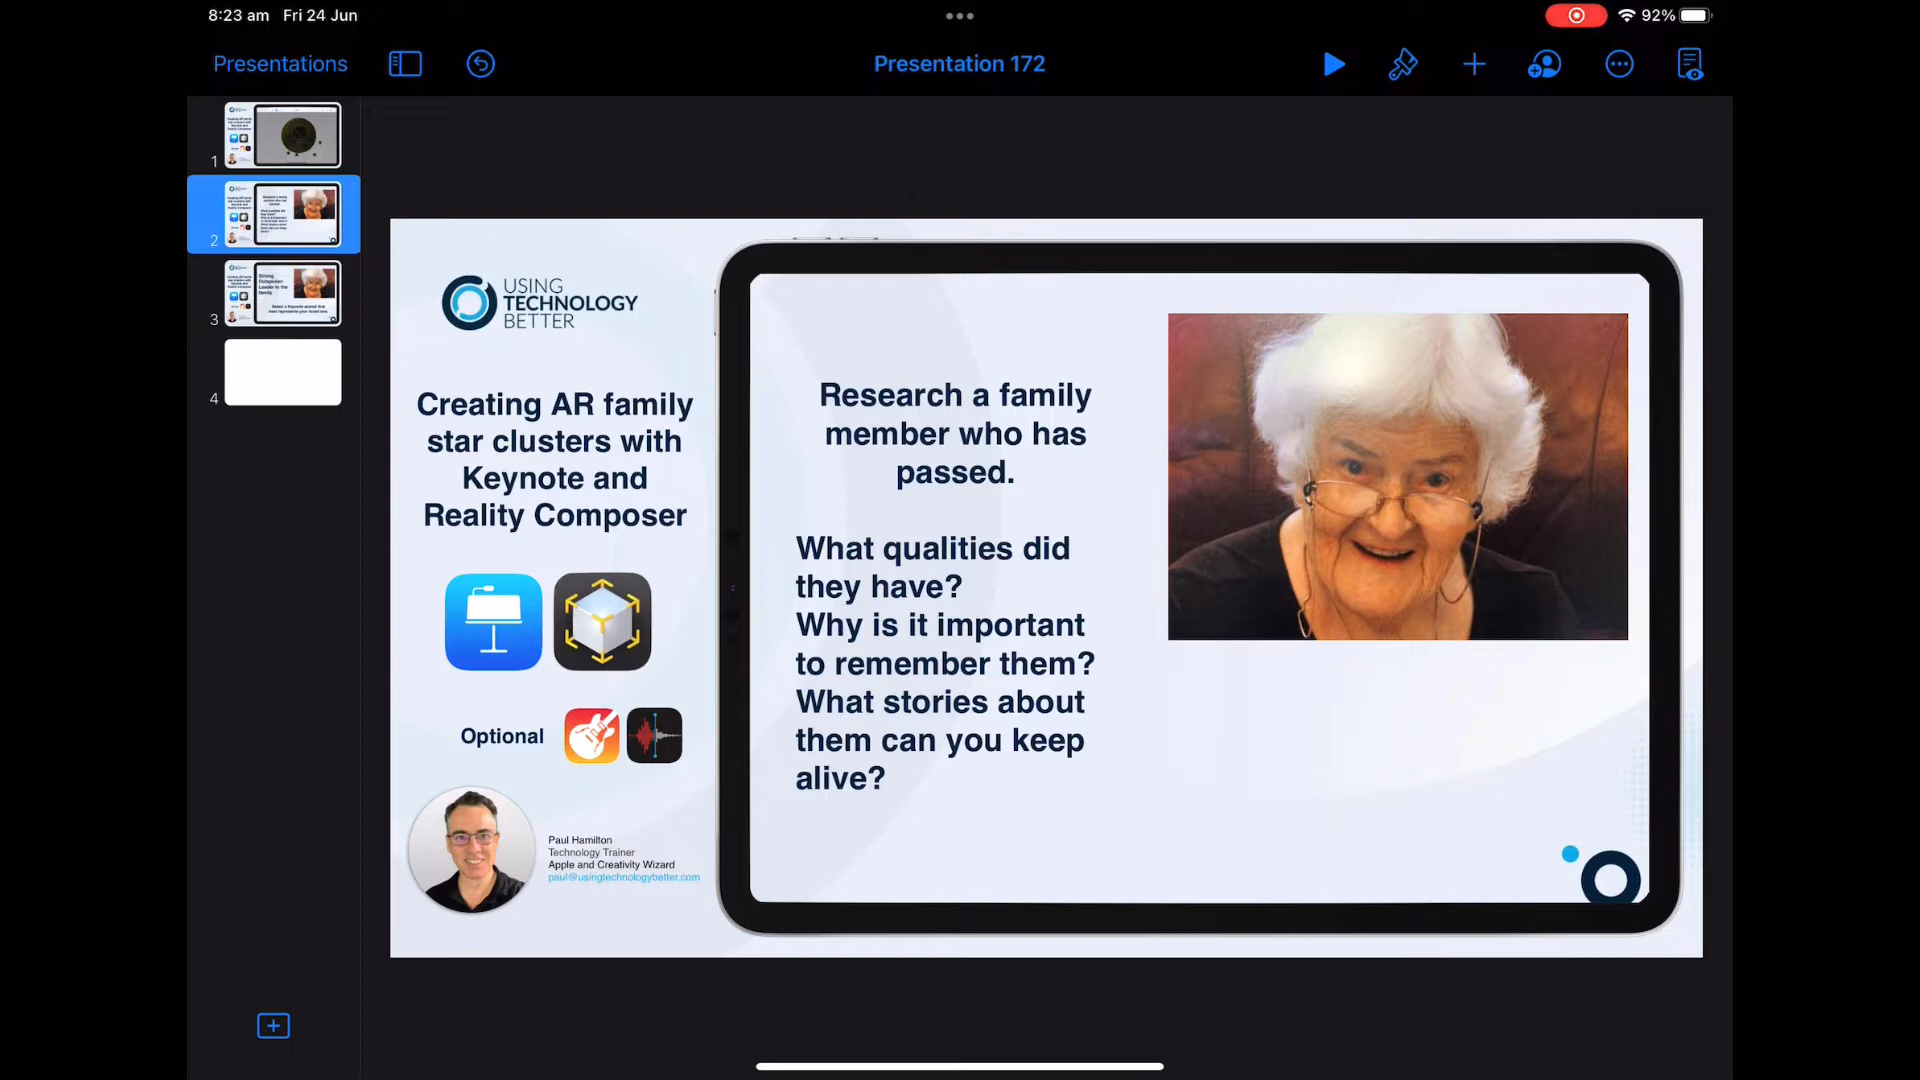 8:23 am Fri 24 Jun
92%
Presentations
Presentation 172
1
2
3
4
USING
TECHNOLOGY
BETTER
Creating AR family
star clusters with
Keynote and
Reality Composer
Optional
Paul Hamilton
Technology Trainer
Apple and Creativity Wizard
paul@usingtechnologybetter.com
Research a family
member who has
passed.
What qualities did
they have?
Why is it important
to remember them?
What stories about
them can you keep
alive?